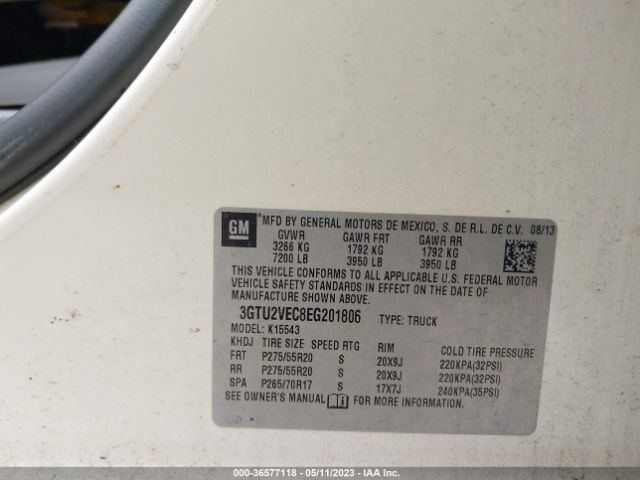 GM
MFD BY GENERAL MOTORS DE MEXICO, S. DE R.L. DE C.V. 08/13
GVWR GAWR FRT GAWR RR
3266 KG 1792 KG 1792 KG
7200 LB 3950 LB 3950 LB
THIS VEHICLE CONFORMS TO ALL APPLICABLE U.S. FEDERAL MOTOR
VEHICLE SAFETY STANDARDS IN EFFECT ON THE DATE OF
MANUFACTURE SHOWN ABOVE.
3GTU2VEC8EG201806 TYPE: TRUCK
MODEL: K15543
KHDJ TIRE SIZE SPEED RTG RIM COLD TIRE PRESSURE
FRT P275/55R20 S 20X9J 220KPA(32PSI)
RR P275/55R20 S 20X9J 220KPA(32PSI)
SPA P265/70R17 S 17X7J 240KPA(35PSI)
SEE OWNER'S MANUAL i FOR MORE INFORMATION.
000-36577118 - 05/11/2023 - IAA Inc.